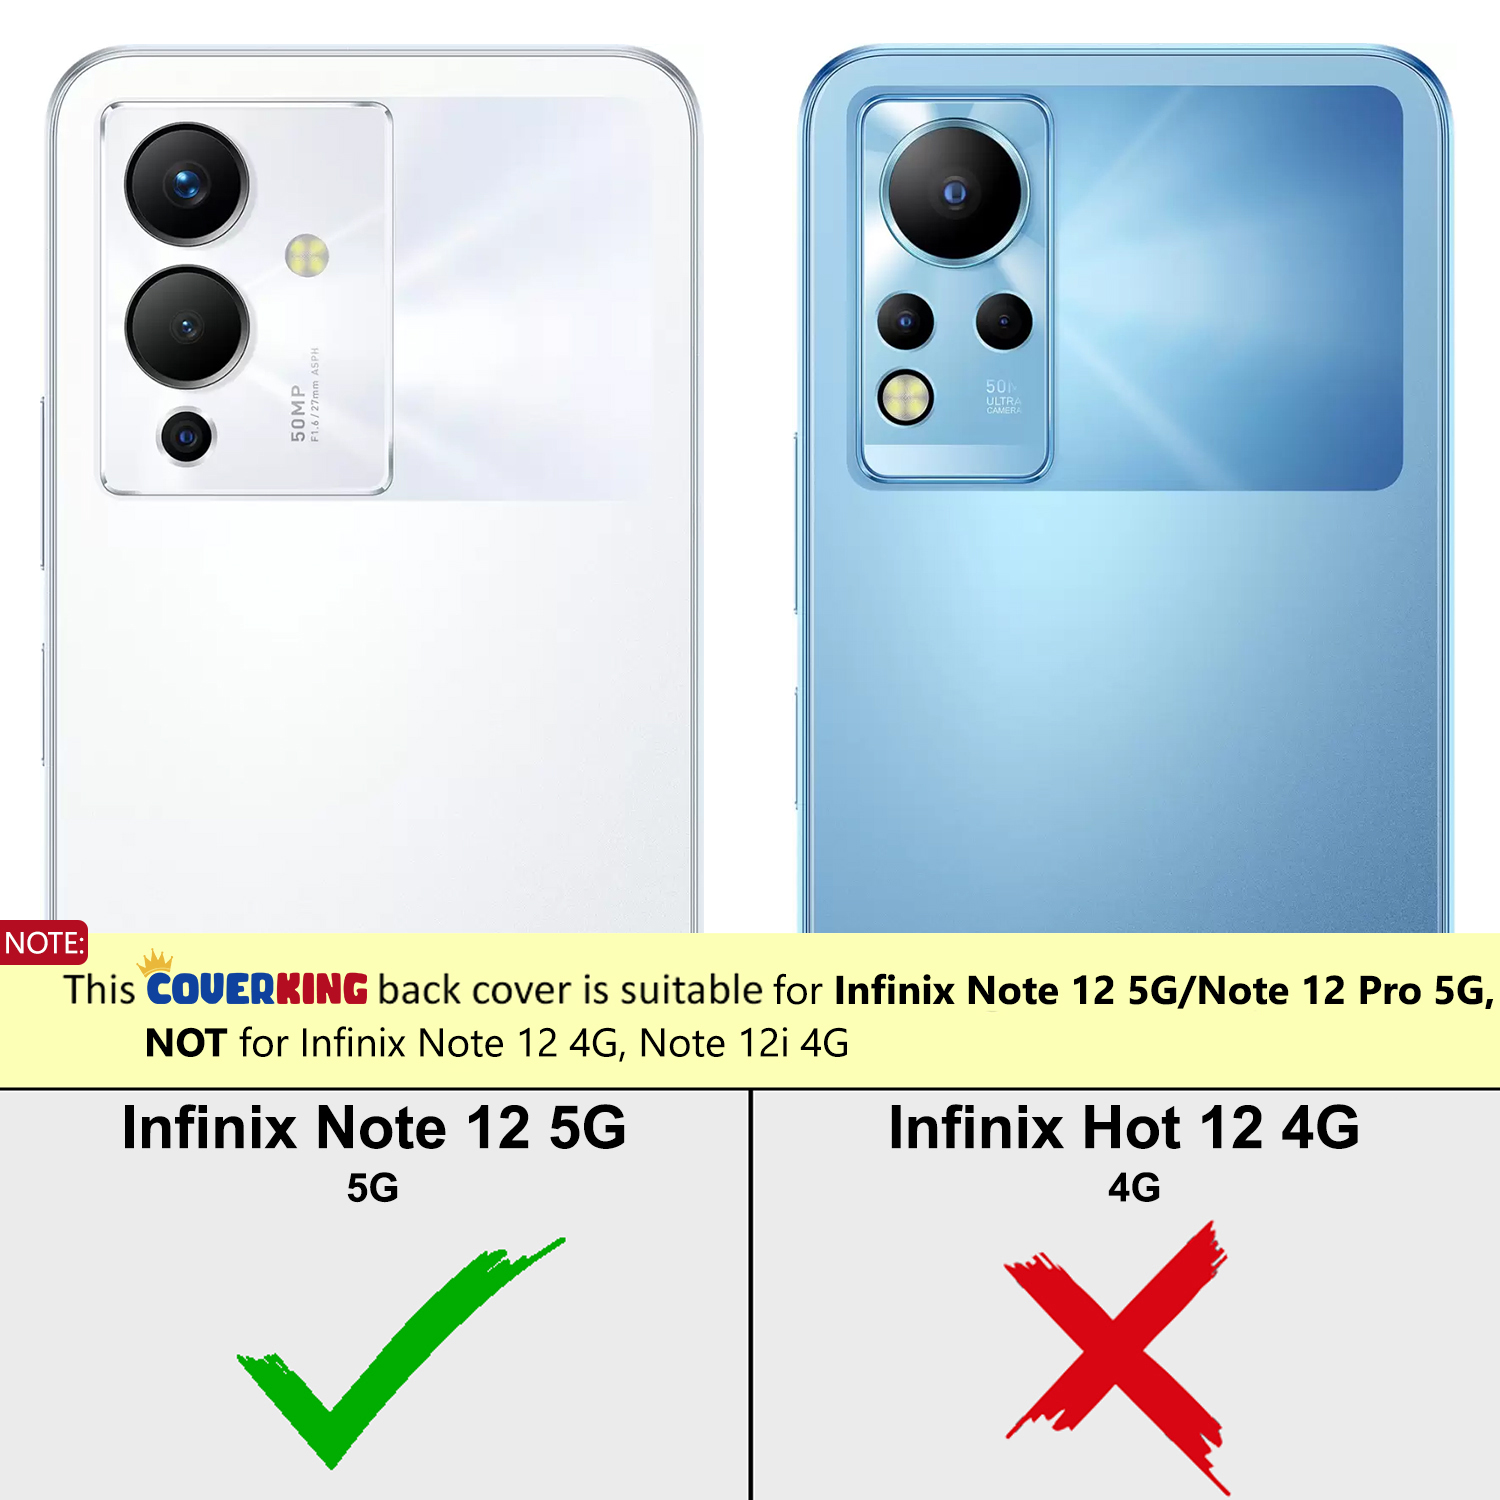 50MP
F1.6/27mm ASPH
50M
ULTRA
CAMERA
NOTE:
This COVERKING back cover is suitable for Infinix Note 12 5G/Note 12 Pro 5G,
NOT for Infinix Note 12 4G, Note 12i 4G
Infinix Note 12 5G
5G
Infinix Hot 12 4G
4G